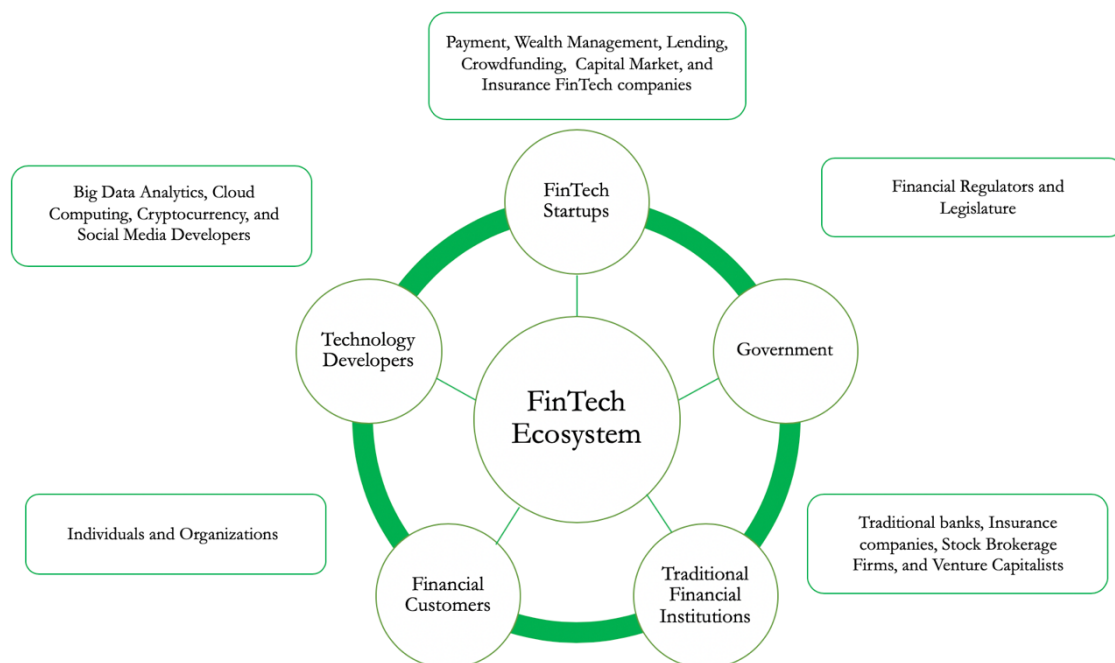 Payment, Wealth Management, Lending,
Crowdfunding, Capital Market, and
Insurance FinTech companies
Big Data Analytics, Cloud
Computing, Cryptocurrency, and
Social Media Developers
FinTech
Startups
Financial Regulators and
Legislature
Technology
Developers
Government
FinTech
Ecosystem
Individuals and Organizations
Financial
Customers
Traditional
Financial
Institutions
Traditional banks, Insurance
companies, Stock Brokerage
Firms, and Venture Capitalists